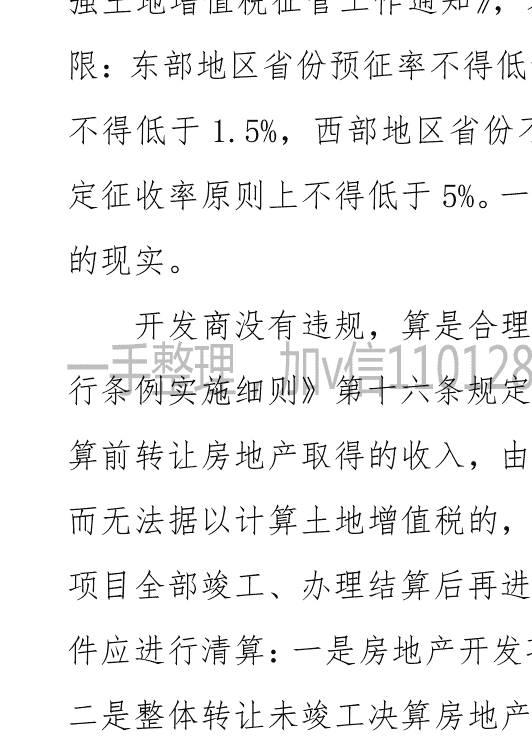 强土地增值税征管工作通知》，
限：东部地区省份预征率不得低
不得低于 1.5%，西部地区省份不
定征收率原则上不得低于 5%。一
的现实。
开发商没有违规，算是合理
一手整理 加v信110128
行条例实施细则》第十六条规定
算前转让房地产取得的收入，由
而无法据以计算土地增值税的，
项目全部竣工、办理结算后再进
件应进行清算：一是房地产开发
二是整体转让未竣工决算房地产